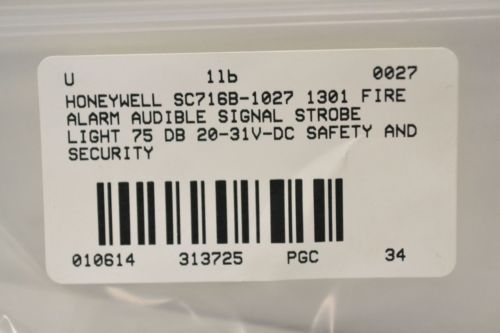 U 1lb 0027
HONEYWELL SC716B-1027 1301 FIRE
ALARM AUDIBLE SIGNAL STROBE
LIGHT 75 DB 20-31V-DC SAFETY AND
SECURITY
010614 313725 PGC 34